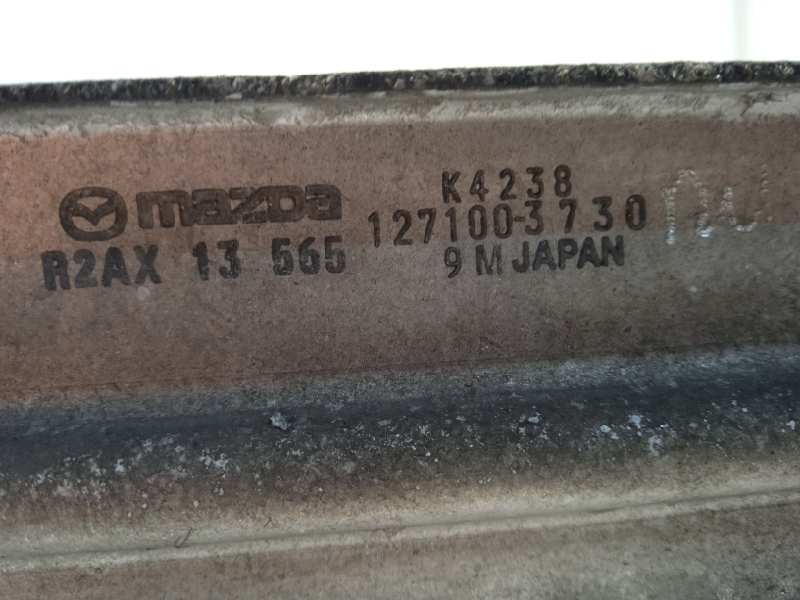 mazda
R2AX 13 565
K4238
127100-3730
9 M JAPAN